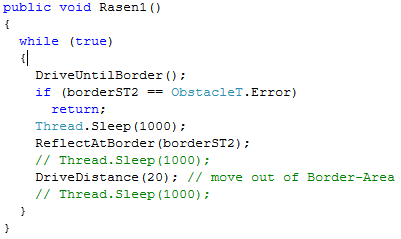 public void Rasen1()
{
  while (true)
  {
    DriveUntilBorder();
    if (borderST2 == ObstacleT.Error)
      return;
    Thread.Sleep(1000);
    ReflectAtBorder(borderST2);
    // Thread.Sleep(1000);
    DriveDistance(20); // move out of Border-Area
    // Thread.Sleep(1000);
  }
}